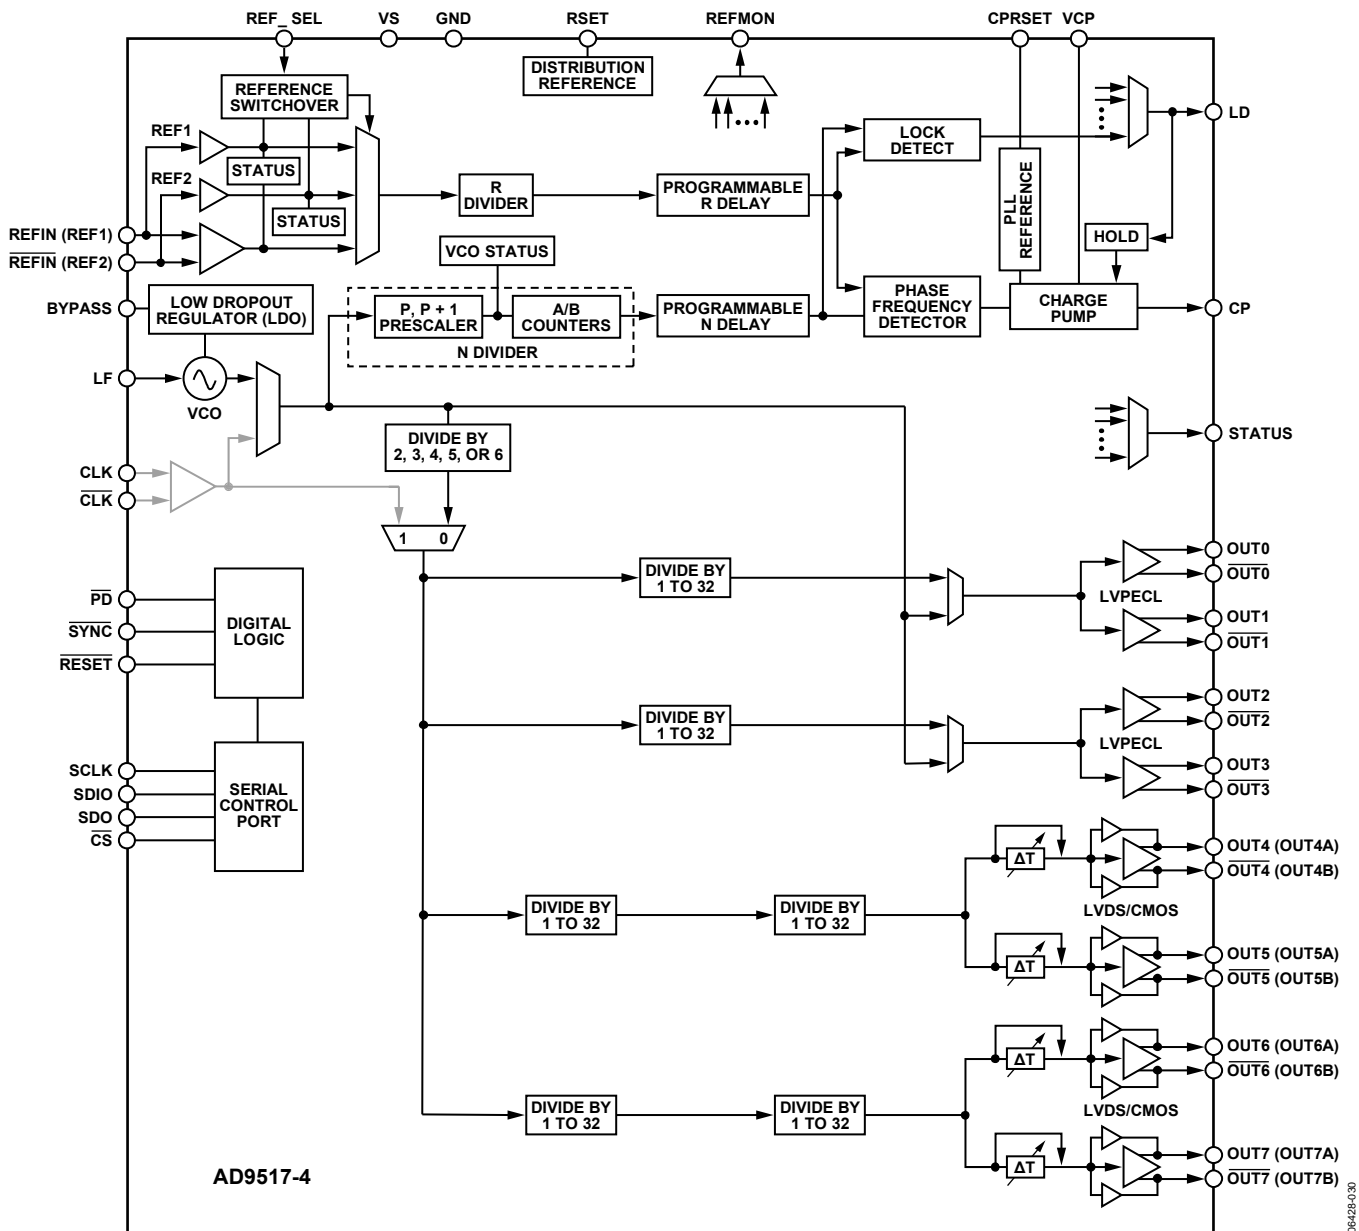 REF_ SEL
VS
GND
RSET
REFMON
CPRSET
VCP
DISTRIBUTION
REFERENCE
REFERENCE
SWITCHOVER
REF1
STATUS
REF2
STATUS
R
DIVIDER
PROGRAMMABLE
R DELAY
LOCK
DETECT
PLL
REFERENCE
HOLD
LD
REFIN (REF1)
REFIN (REF2)
VCO STATUS
BYPASS
LOW DROPOUT
REGULATOR (LDO)
P, P + 1
PRESCALER
A/B
COUNTERS
N DIVIDER
PROGRAMMABLE
N DELAY
PHASE
FREQUENCY
DETECTOR
CHARGE
PUMP
CP
LF
VCO
DIVIDE BY
2, 3, 4, 5, OR 6
STATUS
CLK
CLK
1
0
DIVIDE BY
1 TO 32
LVPECL
OUT0
OUT0
OUT1
OUT1
PD
SYNC
RESET
DIGITAL
LOGIC
DIVIDE BY
1 TO 32
LVPECL
OUT2
OUT2
OUT3
OUT3
SCLK
SDIO
SDO
CS
SERIAL
CONTROL
PORT
DIVIDE BY
1 TO 32
DIVIDE BY
1 TO 32
ΔT
ΔT
LVDS/CMOS
OUT4 (OUT4A)
OUT4 (OUT4B)
OUT5 (OUT5A)
OUT5 (OUT5B)
DIVIDE BY
1 TO 32
DIVIDE BY
1 TO 32
ΔT
ΔT
LVDS/CMOS
OUT6 (OUT6A)
OUT6 (OUT6B)
OUT7 (OUT7A)
OUT7 (OUT7B)
AD9517-4
06428-030